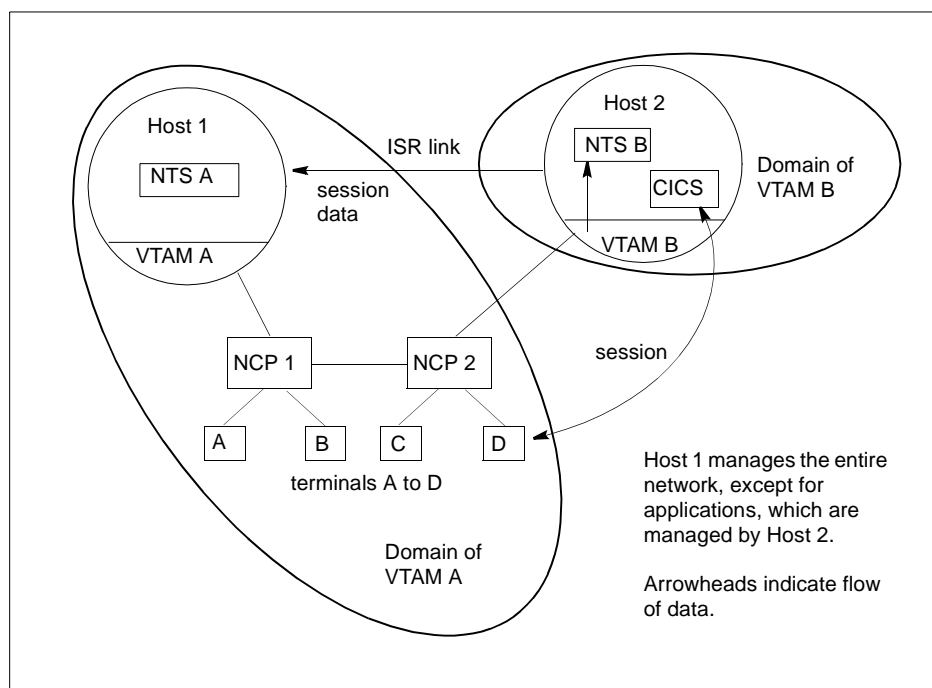 Host 1
NTS A
VTAM A
ISR link
session
data
Host 2
NTS B
CICS
VTAM B
Domain of
VTAM B
NCP 1
NCP 2
session
A
B
C
D
terminals A to D
Domain of
VTAM A
Host 1 manages the entire
network, except for
applications, which are
managed by Host 2.
Arrowheads indicate flow
of data.